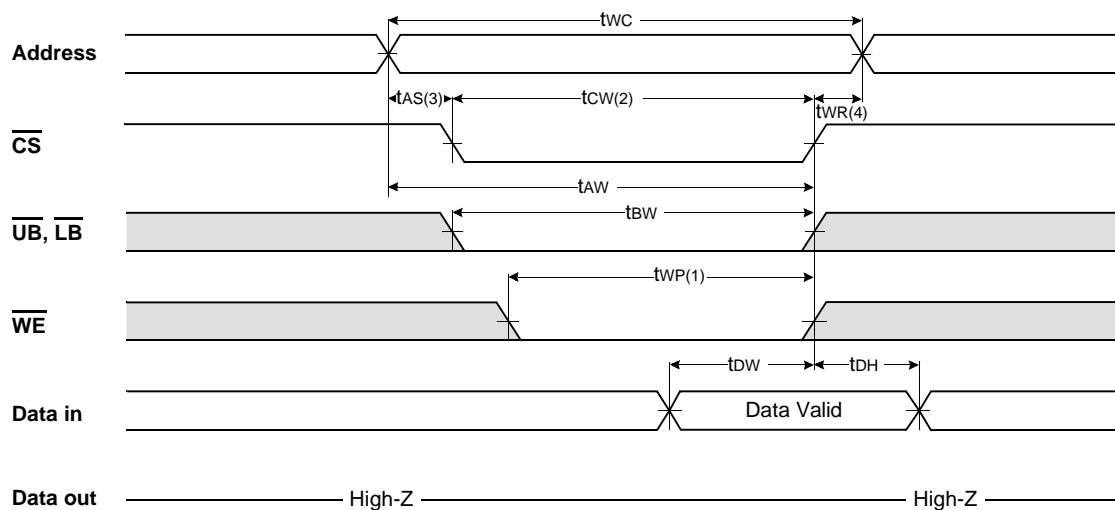 tWC
Address
tAS(3) tCW(2) tWR(4)
CS
tAW
UB, LB
tBW
tWP(1)
WE
tDW tDH
Data in Data Valid
Data out High-Z High-Z